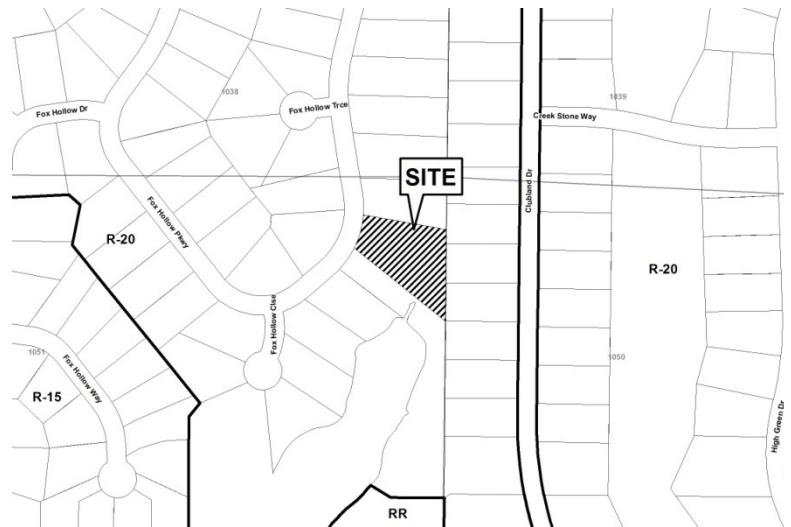 1038
1039
Fox Hollow Dr
Fox Hollow Trce
Creek Stone Way
SITE
Clubland Dr
Fox Hollow Pkwy
R-20
R-20
Fox Hollow Clse
1051
1050
Fox Hollow Way
R-15
High Green Dr
RR